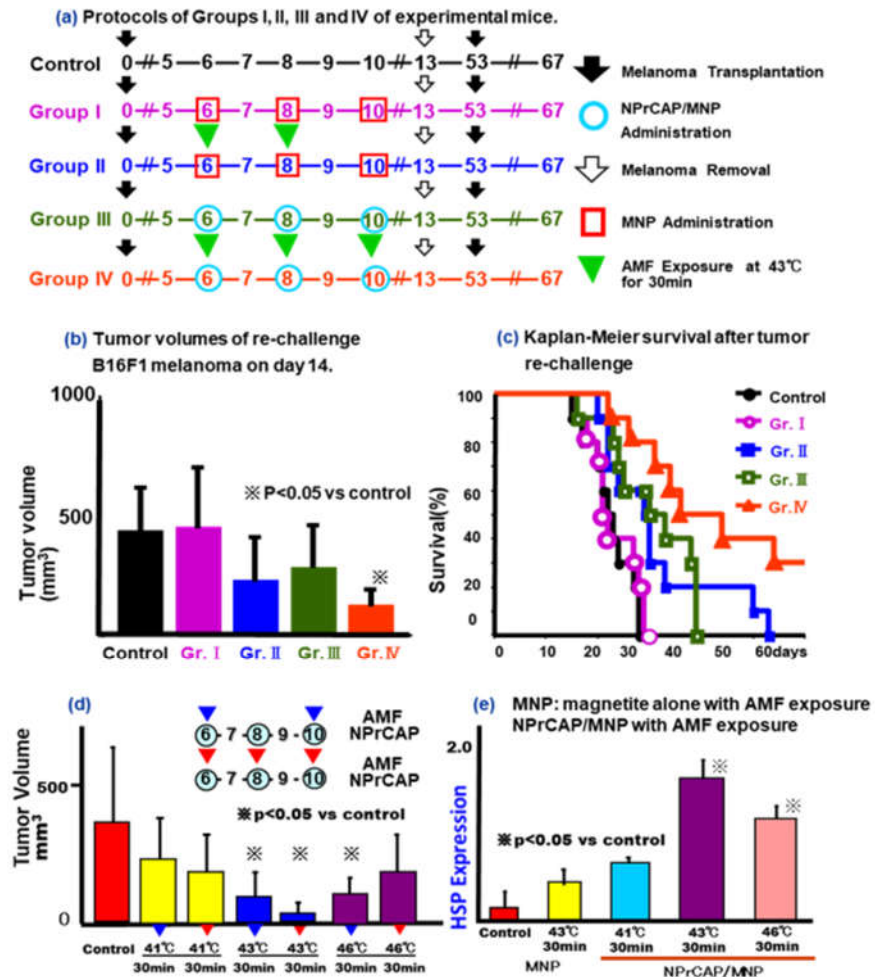 (a) Protocols of Groups I, II, III and IV of experimental mice.
Control 0 -//- 5 — 6 — 7 — 8 — 9 — 10 -//- 13 — 53 — // — 67
Group I 0 -//- 5 — 6 — 7 — 8 — 9 — 10 -//- 13 — 53 — // — 67
Group II 0 -//- 5 — 6 — 7 — 8 — 9 — 10 -//- 13 — 53 — // — 67
Group III 0 -//- 5 — 6 — 7 — 8 — 9 — 10 -//- 13 — 53 — // — 67
Group IV 0 -//- 5 — 6 — 7 — 8 — 9 — 10 -//- 13 — 53 — // — 67
Melanoma Transplantation
NPrCAP/MNP
Administration
Melanoma Removal
MNP Administration
AMF Exposure at 43℃
for 30min
(b) Tumor volumes of re-challenge
B16F1 melanoma on day 14.
1000
500
Tumor volume
(mm³)
※ P<0.05 vs control
※
Control Gr. Ⅰ Gr. Ⅱ Gr. Ⅲ Gr. Ⅳ
(c) Kaplan-Meier survival after tumor
re-challenge
100
80
60
40
20
0
Survival(%)
0 10 20 30 40 50 60days
Control
Gr. Ⅰ
Gr. Ⅱ
Gr. Ⅲ
Gr. Ⅳ
(d)
Tumor Volume
mm³
500
0
AMF
6 - 7 - 8 - 9 - 10 NPrCAP
AMF
6 - 7 - 8 - 9 - 10 NPrCAP
※p<0.05 vs control
※ ※ ※
Control 41℃ 41℃ 43℃ 43℃ 46℃ 46℃
30min 30min 30min 30min 30min 30min
(e) MNP: magnetite alone with AMF exposure
NPrCAP/MNP with AMF exposure
2.0
HSP Expression
※p<0.05 vs control
※ ※
Control 43℃ 41℃ 43℃ 46℃
30min 30min 30min 30min
MNP NPrCAP/MNP